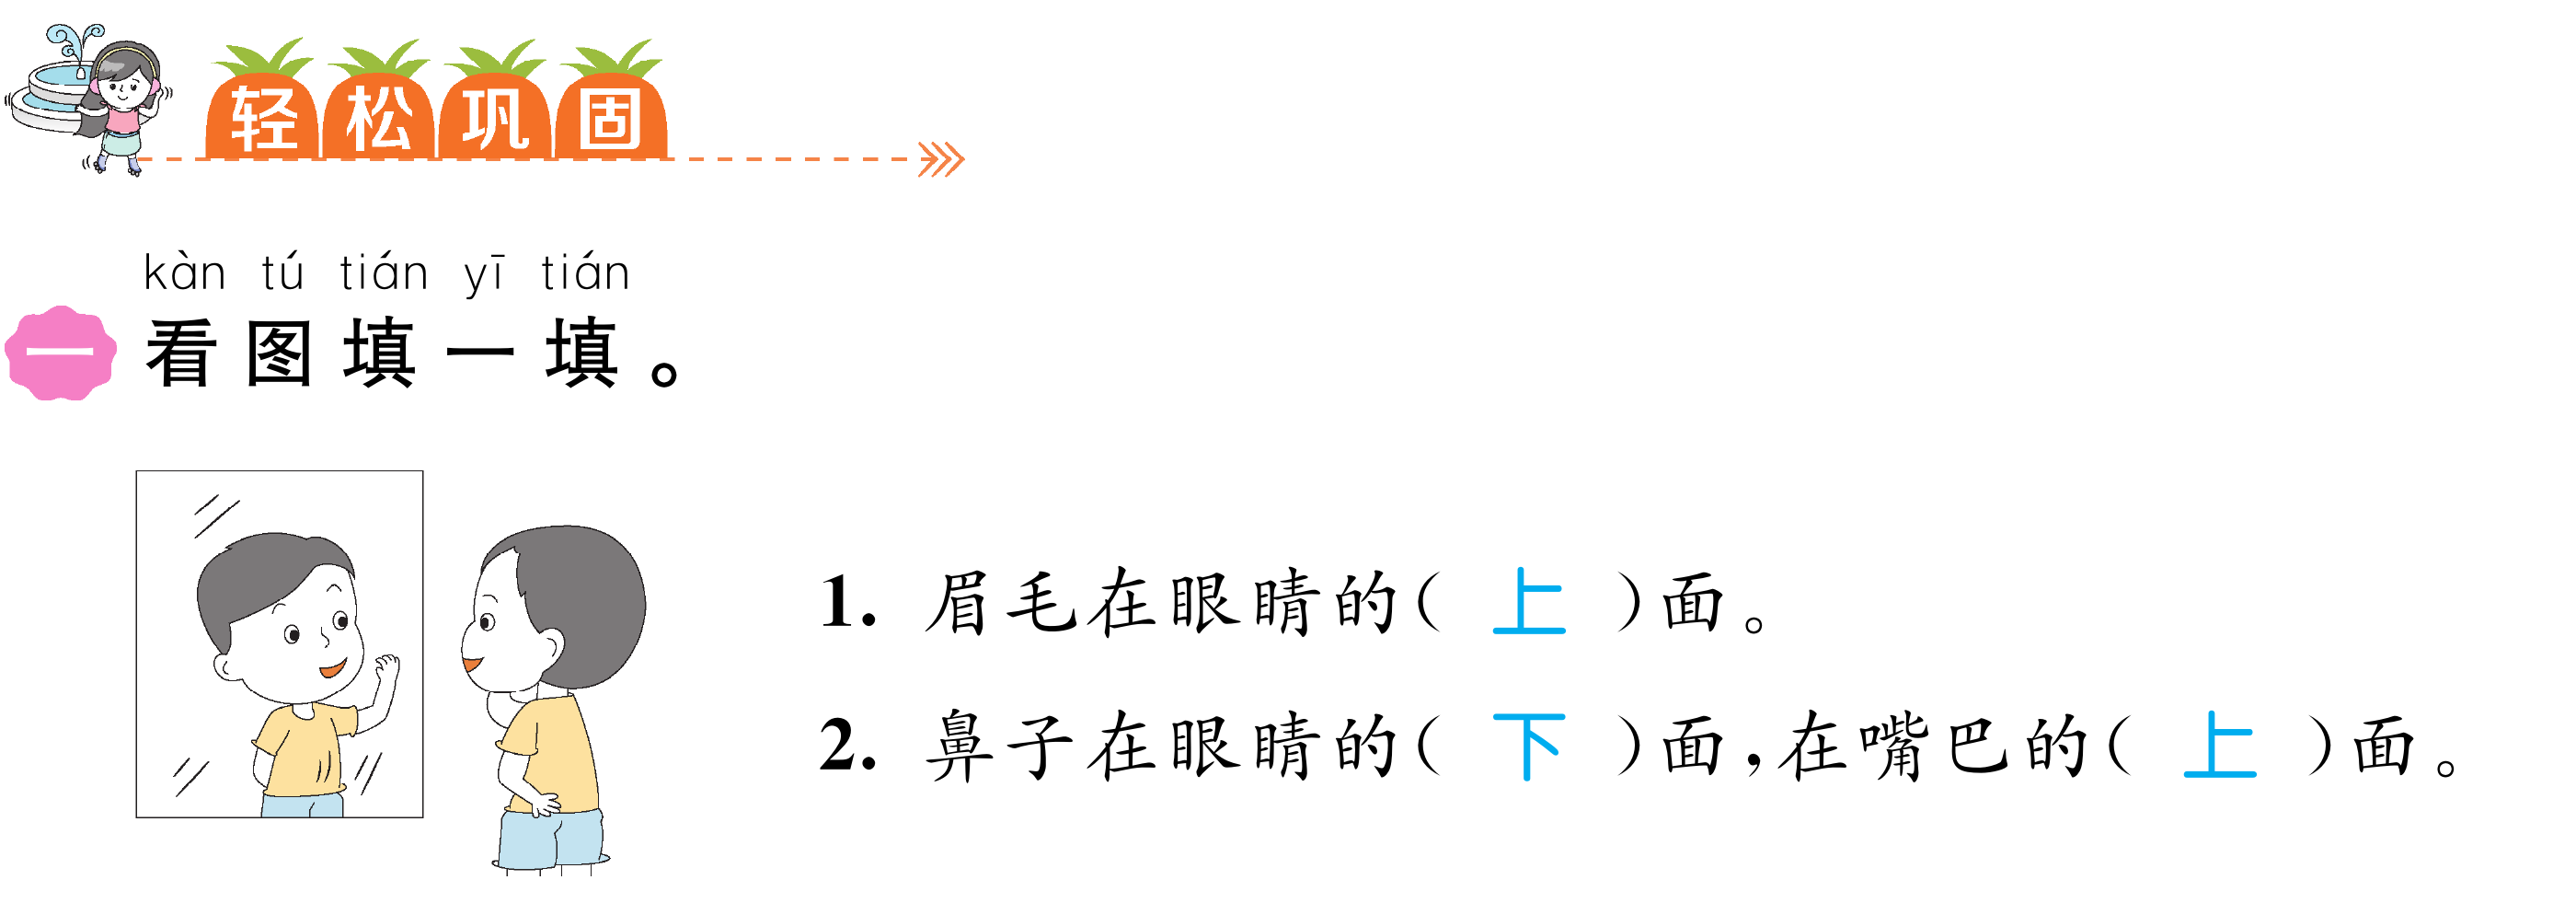 轻松巩固
kàn tú tián yī tián
一 看图填一填。
1. 眉毛在眼睛的( 上 )面。
2. 鼻子在眼睛的( 下 )面,在嘴巴的( 上 )面。